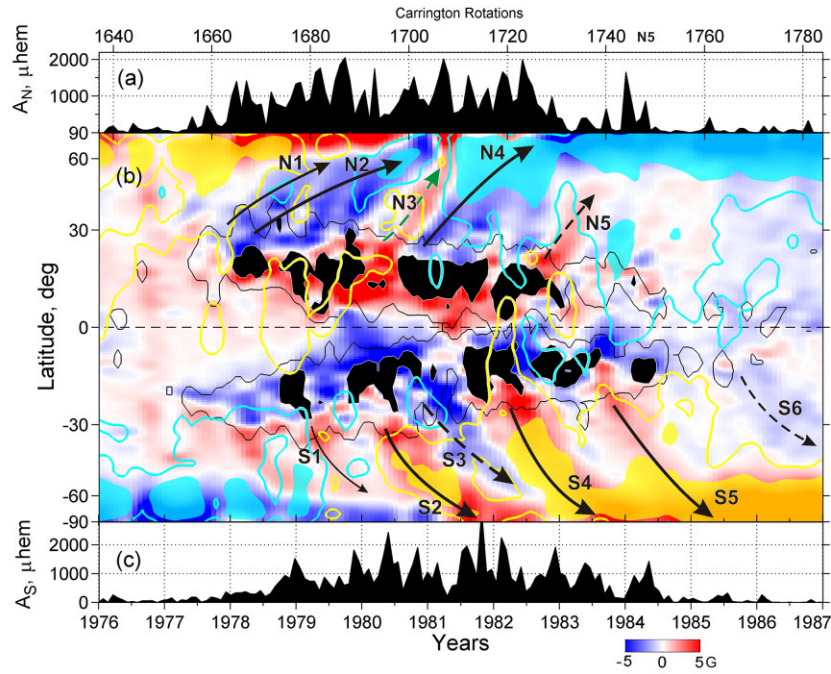 Carrington Rotations
1640 1660 1680 1700 1720 1740 N5 1760 1780
A_N, μhem
2000
1000
(a)
90
60
30
0
-30
-60
-90
Latitude, deg
(b)
N1
N2
N3
N4
N5
S1
S2
S3
S4
S5
S6
A_S, μhem
2000
1000
0
(c)
1976 1977 1978 1979 1980 1981 1982 1983 1984 1985 1986 1987
Years
-5 0 5 G